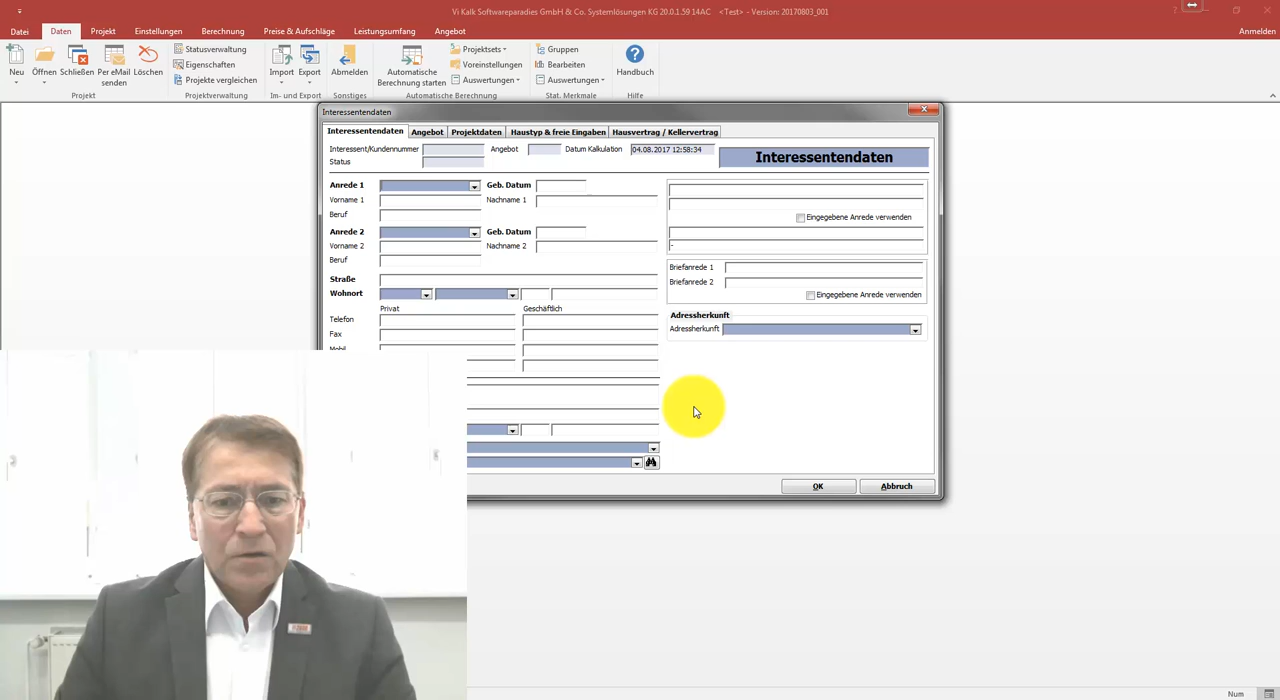 Vi Kalk Softwareparadies GmbH & Co. Systemlösungen KG 20.0.1.59 14AC <Test> - Version: 20170803_001
Datei Daten Projekt Einstellungen Berechnung Preise & Aufschläge Leistungsumfang Angebot Anmelden
Neu Öffnen Schließen Per eMail senden Löschen
Statusverwaltung
Eigenschaften
Projekte vergleichen
Import Export Abmelden
Automatische Berechnung starten
Projektsets
Voreinstellungen
Auswertungen
Gruppen
Bearbeiten
Auswertungen
Handbuch
Projekt Projektverwaltung Im- und Export Sonstiges Automatische Berechnung Stat. Merkmale Hilfe
Interessentendaten
Interessentendaten Angebot Projektdaten Haustyp & freie Eingaben Hausvertrag / Kellervertrag
Interessent/Kundennummer Angebot Datum Kalkulation 04.08.2017 12:58:34 Interessentendaten
Status
Anrede 1 Geb. Datum
Vorname 1 Nachname 1
Beruf Eingegebene Anrede verwenden
Anrede 2 Geb. Datum
Vorname 2 Nachname 2 -
Beruf
Briefanrede 1
Straße Briefanrede 2
Wohnort Eingegebene Anrede verwenden
Privat Geschäftlich
Adressherkunft
Telefon
Adressherkunft
Fax
OK Abbruch
Num